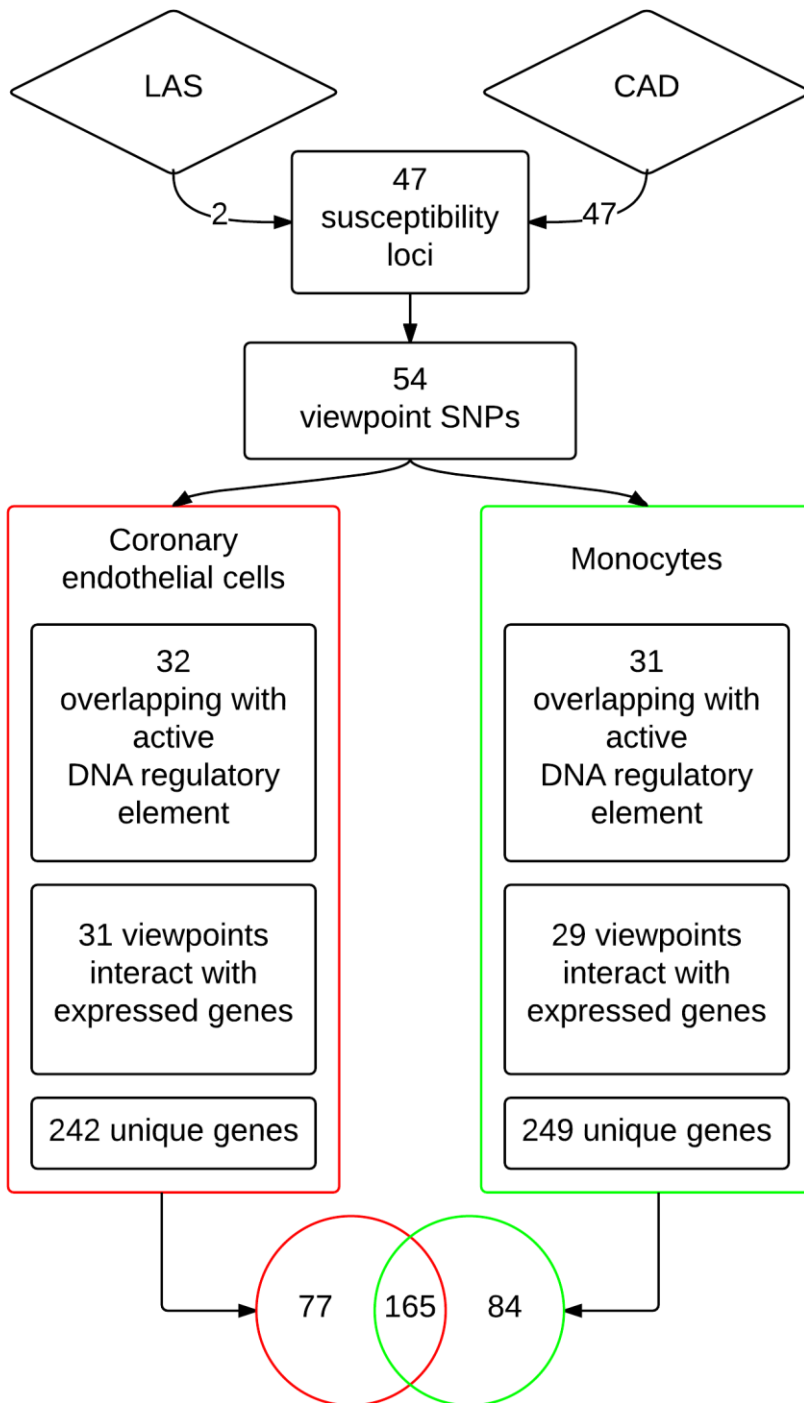 LAS
CAD
2
47
susceptibility
loci
47
54
viewpoint SNPs
Coronary
endothelial cells
32
overlapping with
active
DNA regulatory
element
31 viewpoints
interact with
expressed genes
242 unique genes
Monocytes
31
overlapping with
active
DNA regulatory
element
29 viewpoints
interact with
expressed genes
249 unique genes
77
165
84